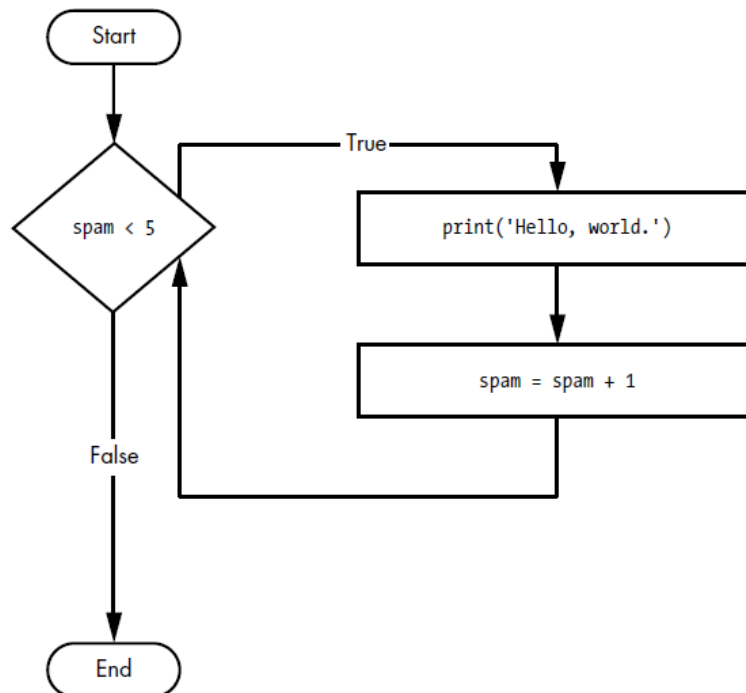 Start
True
spam < 5
print('Hello, world.')
spam = spam + 1
False
End